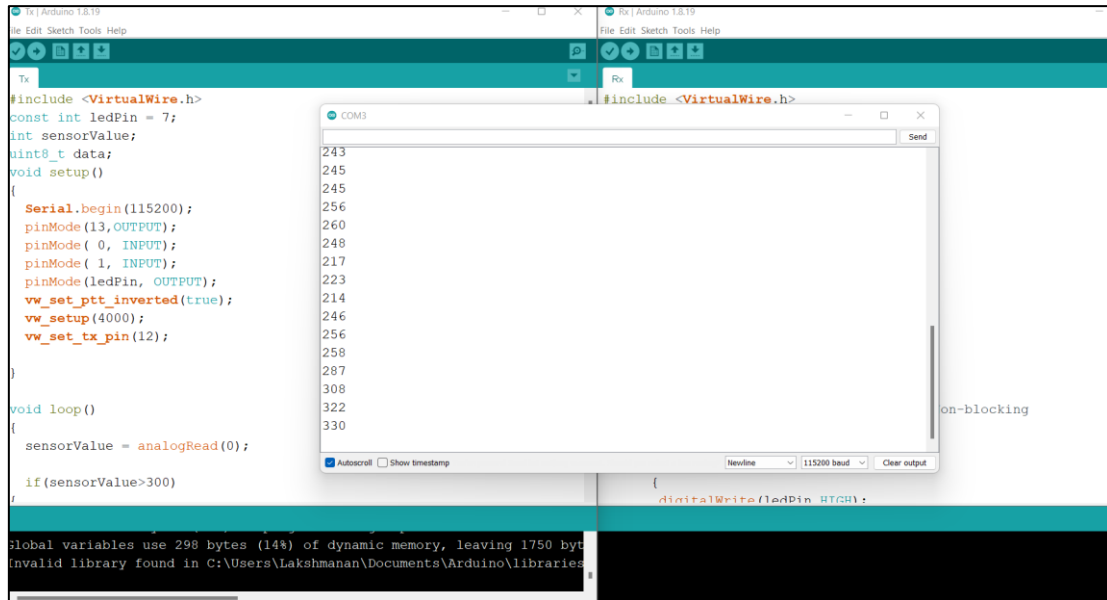 Tx | Arduino 1.8.19
ile Edit Sketch Tools Help
Tx
#include <VirtualWire.h>
const int ledPin = 7;
int sensorValue;
uint8_t data;
void setup()
{
Serial.begin(115200);
pinMode(13,OUTPUT);
pinMode( 0, INPUT);
pinMode( 1, INPUT);
pinMode(ledPin, OUTPUT);
vw_set_ptt_inverted(true);
vw_setup(4000);
vw_set_tx_pin(12);
}
void loop()
{
sensorValue = analogRead(0);
if(sensorValue>300)
{
Global variables use 298 bytes (14%) of dynamic memory, leaving 1750 byt
Invalid library found in C:\Users\Lakshmanan\Documents\Arduino\libraries
Rx | Arduino 1.8.19
File Edit Sketch Tools Help
Rx
#include <VirtualWire.h>
on-blocking
{
digitalWrite(ledPin,HIGH);
COM3
Send
243
245
245
256
260
248
217
223
214
246
256
258
287
308
322
330
Autoscroll Show timestamp
Newline 115200 baud Clear output